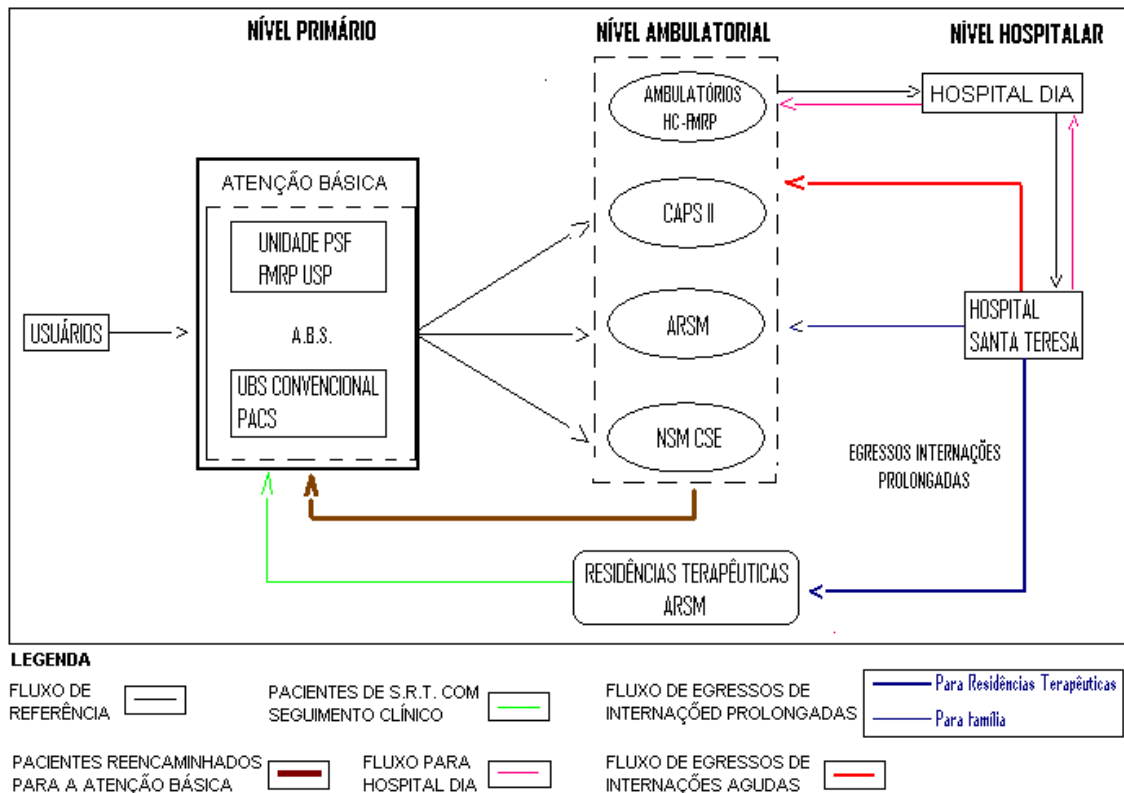 NÍVEL PRIMÁRIO
NÍVEL AMBULATORIAL
NÍVEL HOSPITALAR
AMBULATÓRIOS
HC-FMRP
HOSPITAL DIA
ATENÇÃO BÁSICA
UNIDADE PSF
FMRP USP
CAPS II
USUÁRIOS
A.B.S.
ARSM
HOSPITAL
SANTA TERESA
UBS CONVENCIONAL
PACS
NSM CSE
EGRESSOS INTERNAÇÕES
PROLONGADAS
RESIDÊNCIAS TERAPÊUTICAS
ARSM
LEGENDA
FLUXO DE
REFERÊNCIA
PACIENTES DE S.R.T. COM
SEGUIMENTO CLÍNICO
FLUXO DE EGRESSOS DE
INTERNAÇÕED PROLONGADAS
Para Residências Terapêuticas
Para família
PACIENTES REENCAMINHADOS
PARA A ATENÇÃO BÁSICA
FLUXO PARA
HOSPITAL DIA
FLUXO DE EGRESSOS DE
INTERNAÇÕES AGUDAS